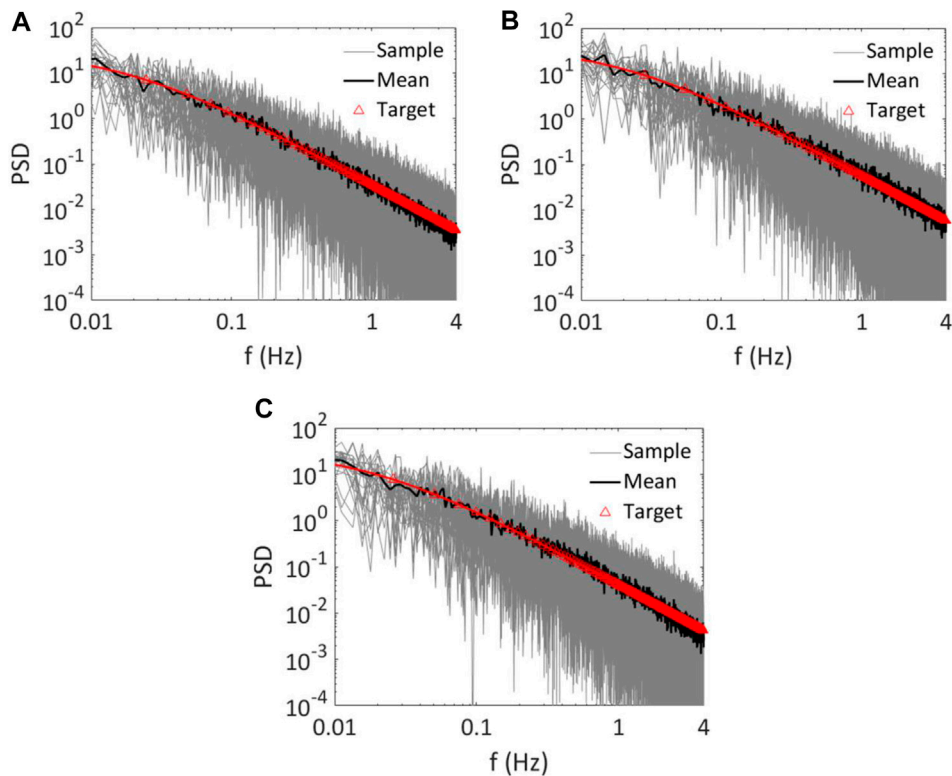 A
10^2
10^1
10^0
10^-1
10^-2
10^-3
10^-4
PSD
Sample
Mean
Target
0.01
0.1
1
4
f (Hz)
B
10^2
10^1
10^0
10^-1
10^-2
10^-3
10^-4
PSD
Sample
Mean
Target
0.01
0.1
1
4
f (Hz)
C
10^2
10^1
10^0
10^-1
10^-2
10^-3
10^-4
PSD
Sample
Mean
Target
0.01
0.1
1
4
f (Hz)